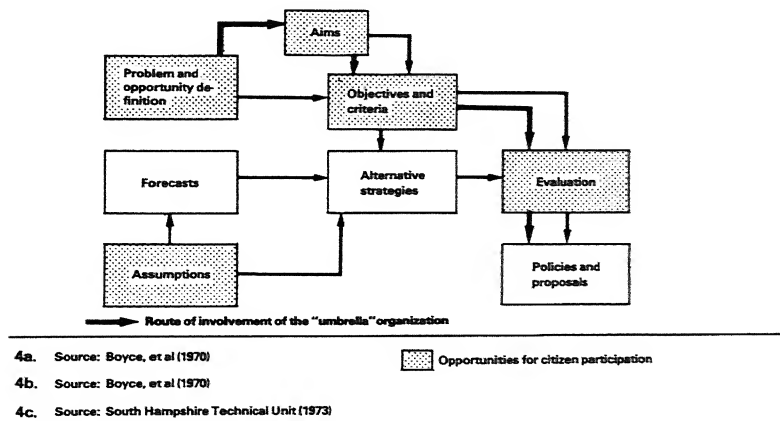 Aims
Problem and
opportunity de-
finition
Objectives and
criteria
Forecasts
Alternative
strategies
Evaluation
Assumptions
Policies and
proposals
Route of involvement of the "umbrella" organization
4a. Source: Boyce, et al (1970)
Opportunities for citizen participation
4b. Source: Boyce, et al (1970)
4c. Source: South Hampshire Technical Unit (1973)